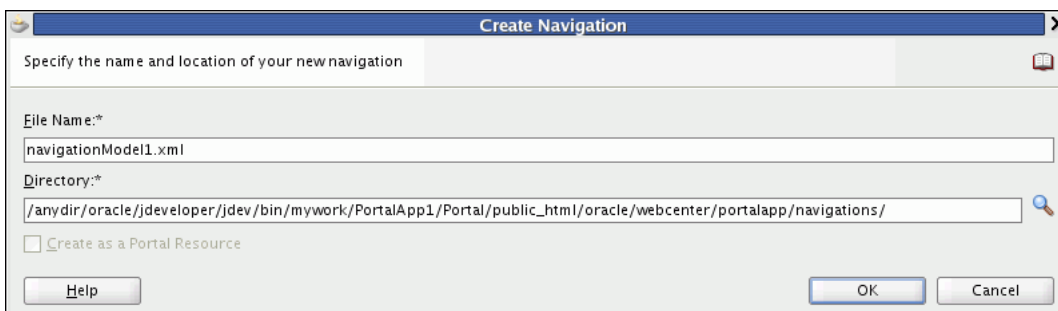 Create Navigation
Specify the name and location of your new navigation
File Name:*
navigationModel1.xml
Directory:*
/anydir/oracle/jdeveloper/jdev/bin/mywork/PortalApp1/Portal/public_html/oracle/webcenter/portalapp/navigations/
Create as a Portal Resource
Help OK Cancel